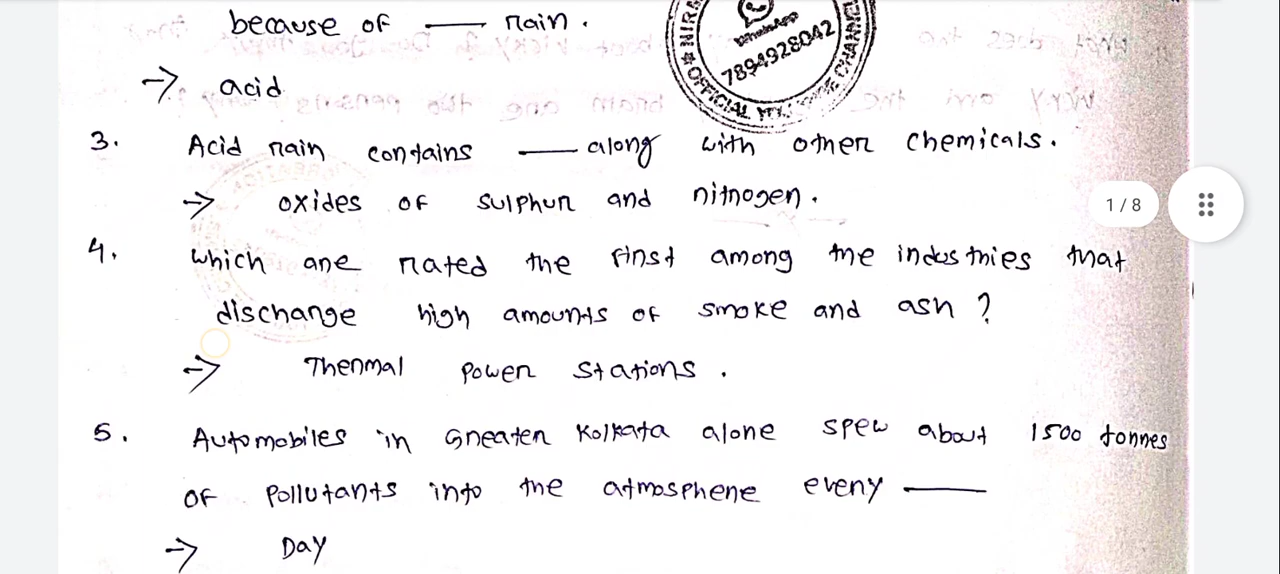 because of — rain.
→ acid
3. Acid rain contains — along with other chemicals.
→ oxides of sulphur and nitrogen.
4. which are rated the first among the industries that
discharge high amounts of smoke and ash?
→ Thermal power stations.
5. Automobiles in Greater Kolkata alone spew about 1500 tonnes
of pollutants into the atmosphere every —
→ Day
WhatsApp
7894928042
OFFICIAL
1/8